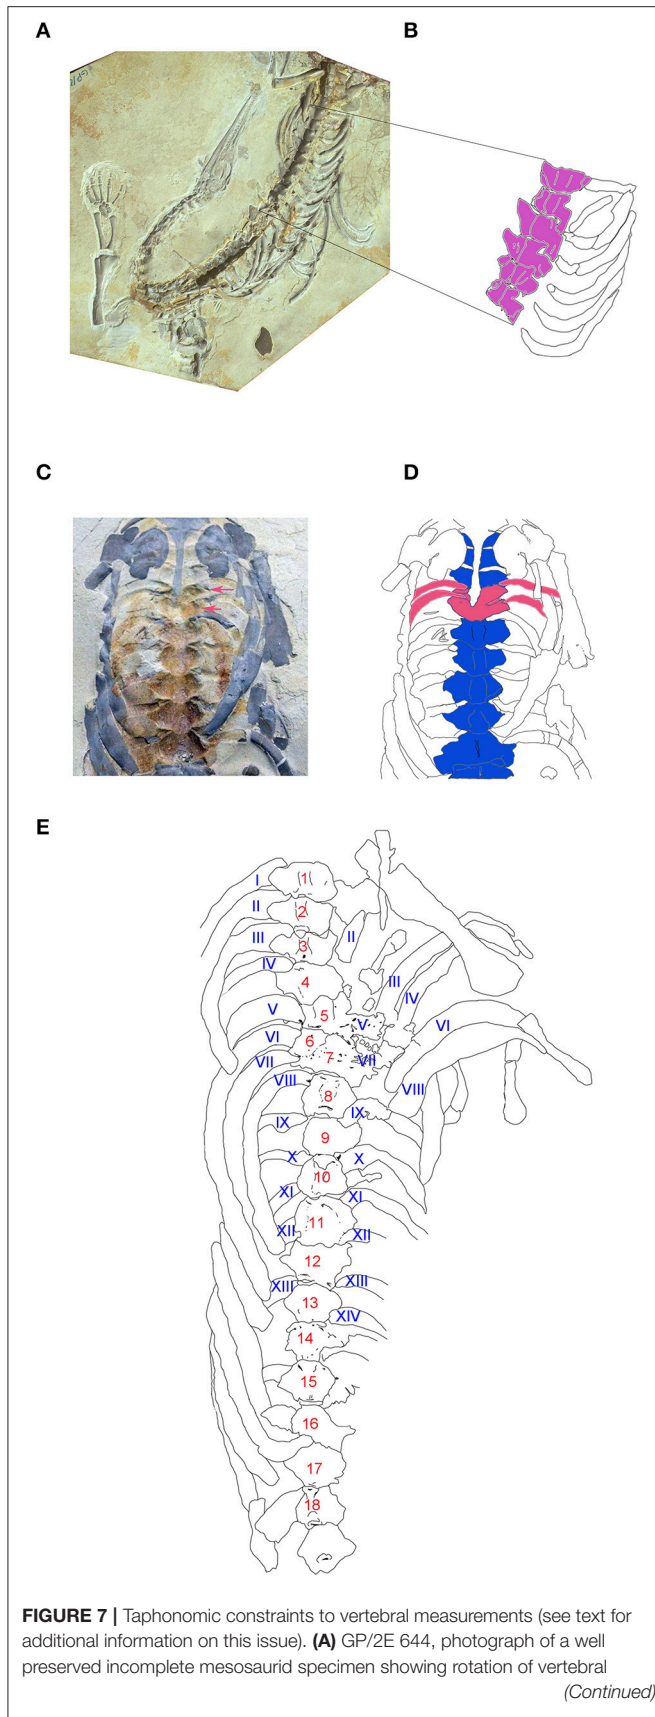 A
B
C
D
E
I
1
II
2
III
3
II
IV
4
III
IV
V
5
V
VI
VI
6
VII
7
VII
VIII
8
VIII
IX
IX
9
X
X
10
XI
XI
11
XII
XII
12
XIII
XIII
13
XIV
14
15
16
17
18
FIGURE 7 | Taphonomic constraints to vertebral measurements (see text for
additional information on this issue). (A) GP/2E 644, photograph of a well
preserved incomplete mesosaurid specimen showing rotation of vertebral
(Continued)